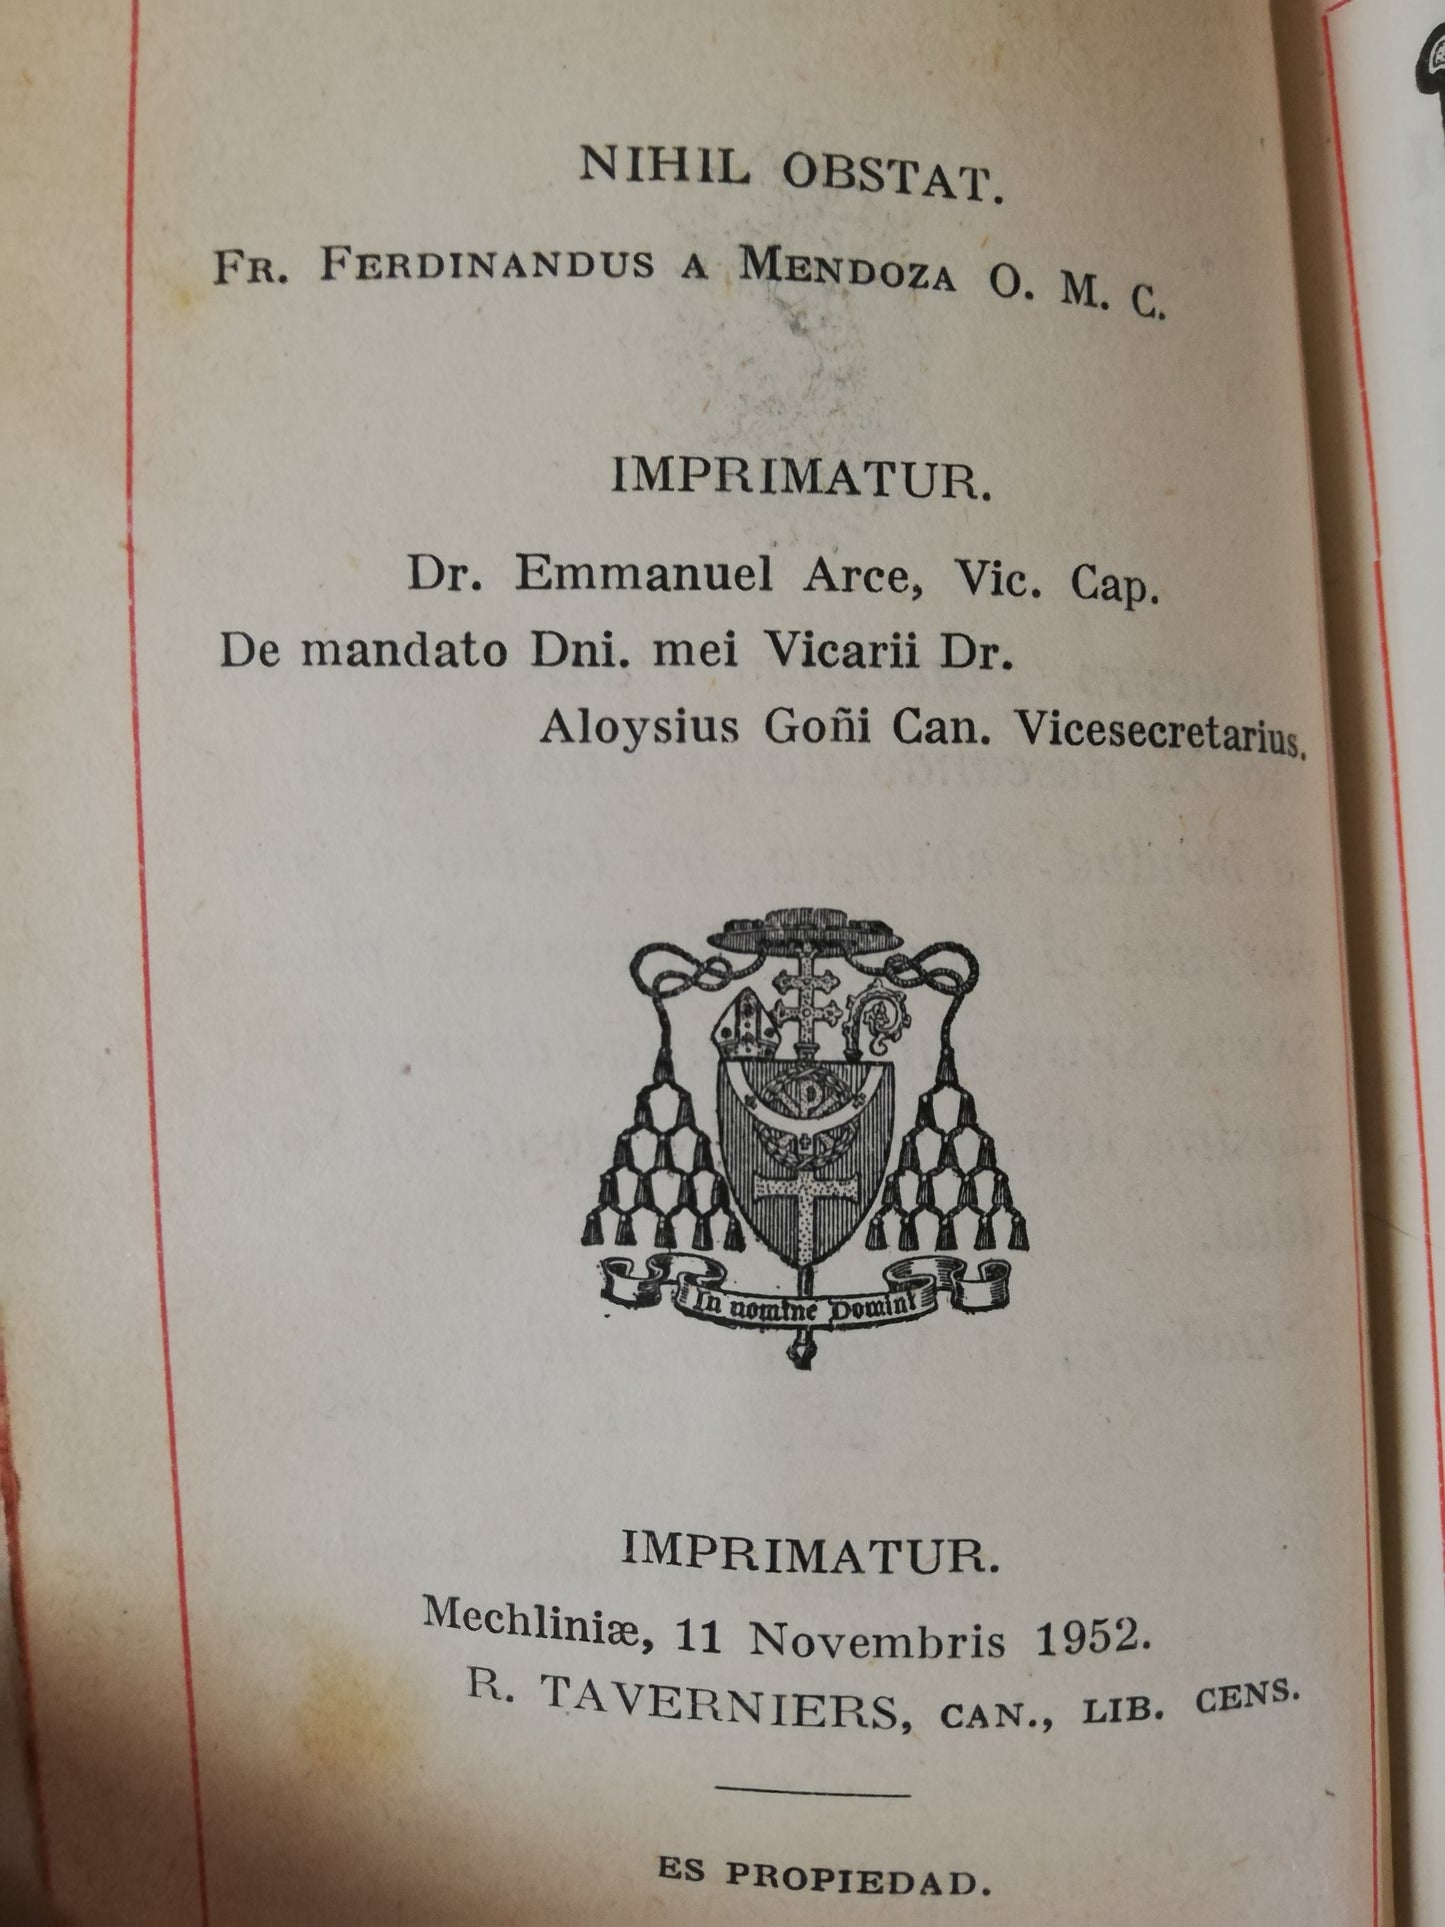 NIHIL OBSTAT.
FR. FERDINANDUS A MENDOZA O. M. C.
IMPRIMATUR.
Dr. Emmanuel Arce, Vic. Cap.
De mandato Dni. mei Vicarii Dr.
Aloysius Goñi Can. Vicesecretarius.
In nomine Domini
IMPRIMATUR.
Mechliniæ, 11 Novembris 1952.
R. TAVERNIERS, CAN., LIB. CENS.
ES PROPIEDAD.